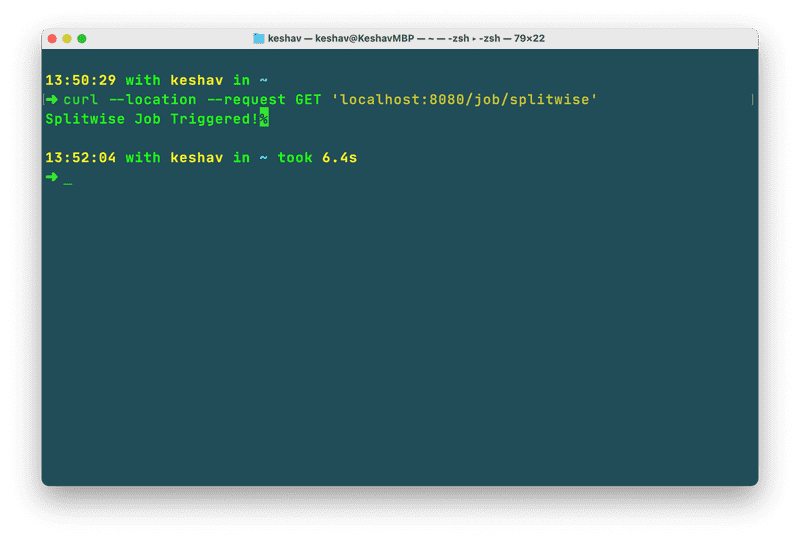 keshav — keshav@KeshavMBP — ~ — -zsh ▸ -zsh — 79×22
13:50:29 with keshav in ~
➜ curl --location --request GET 'localhost:8080/job/splitwise'
Splitwise Job Triggered!%
13:52:04 with keshav in ~ took 6.4s
➜ _